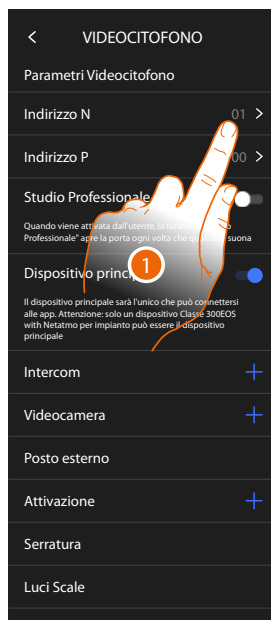 VIDEOCITOFONO
Parametri Videocitofono
Indirizzo N 01
Indirizzo P 00
Studio Professionale
Quando viene attivata dall'utente, la
Professionale" apre la porta ogni volta che suona
Dispositivo
1
Il dispositivo principale sarà l'unico che può connettersi
alle app. Attenzione: solo un dispositivo Classe 300EOS
with Netatmo per impianto può essere il dispositivo
principale
Intercom
Videocamera
Posto esterno
Attivazione
Serratura
Luci Scale